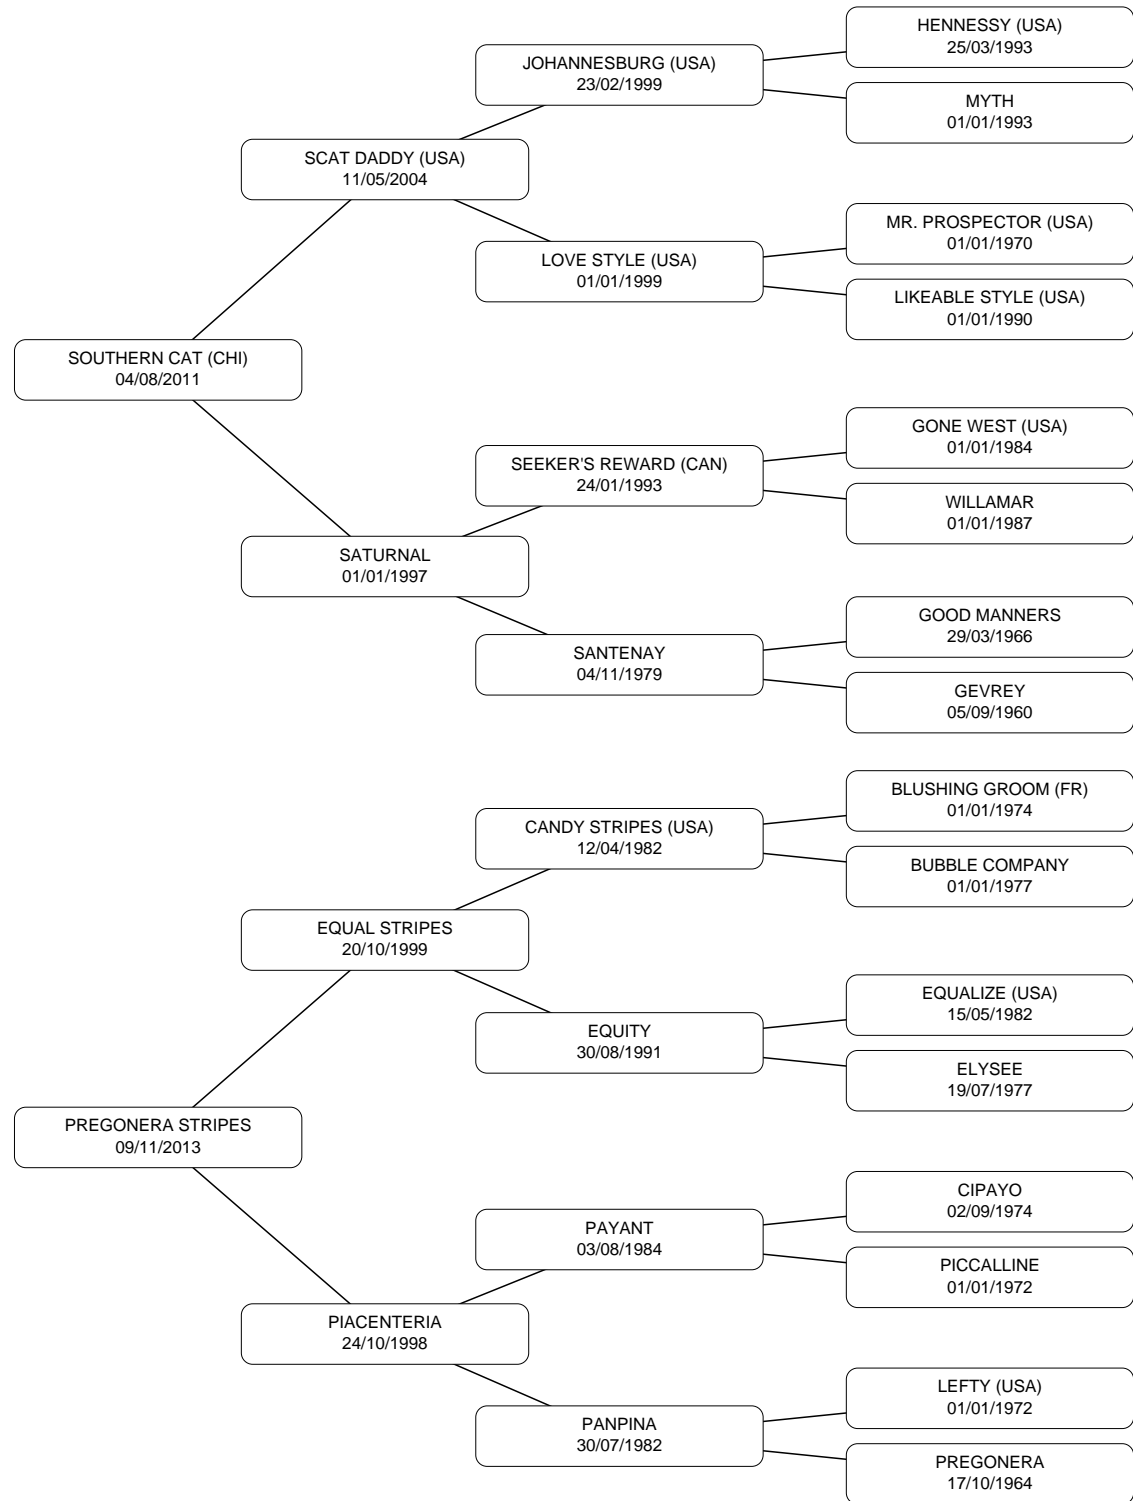 HENNESSY (USA)
25/03/1993
JOHANNESBURG (USA)
23/02/1999
MYTH
01/01/1993
SCAT DADDY (USA)
11/05/2004
MR. PROSPECTOR (USA)
01/01/1970
LOVE STYLE (USA)
01/01/1999
LIKEABLE STYLE (USA)
01/01/1990
SOUTHERN CAT (CHI)
04/08/2011
GONE WEST (USA)
01/01/1984
SEEKER'S REWARD (CAN)
24/01/1993
WILLAMAR
01/01/1987
SATURNAL
01/01/1997
GOOD MANNERS
29/03/1966
SANTENAY
04/11/1979
GEVREY
05/09/1960
BLUSHING GROOM (FR)
01/01/1974
CANDY STRIPES (USA)
12/04/1982
BUBBLE COMPANY
01/01/1977
EQUAL STRIPES
20/10/1999
EQUALIZE (USA)
15/05/1982
EQUITY
30/08/1991
ELYSEE
19/07/1977
PREGONERA STRIPES
09/11/2013
CIPAYO
02/09/1974
PAYANT
03/08/1984
PICCALLINE
01/01/1972
PIACENTERIA
24/10/1998
LEFTY (USA)
01/01/1972
PANPINA
30/07/1982
PREGONERA
17/10/1964